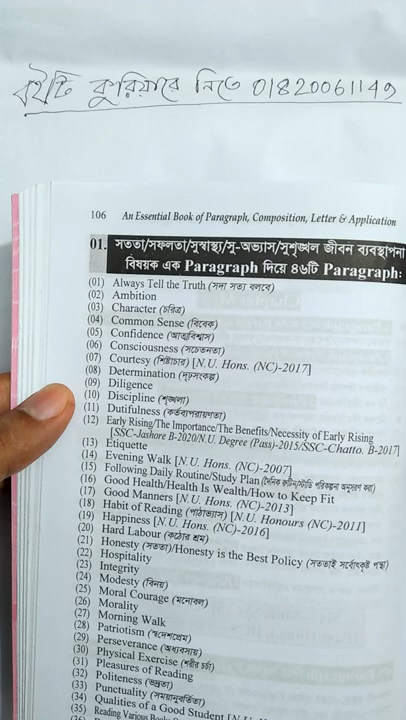 বইটি কুরিয়ারে নিতে 01820061149
106 An Essential Book of Paragraph, Composition, Letter & Application
01. সততা/সফলতা/সুস্বাস্থ্য/সু-অভ্যাস/সুশৃঙ্খল জীবন ব্যবস্থাপনা
বিষয়ক এক Paragraph দিয়ে ৪৬টি Paragraph:
(01) Always Tell the Truth (সদা সত্য বলবে)
(02) Ambition
(03) Character (চরিত্র)
(04) Common Sense (বিবেক)
(05) Confidence (আত্মবিশ্বাস)
(06) Consciousness (সচেতনতা)
(07) Courtesy (শিষ্টাচার) [N.U. Hons. (NC)-2017]
(08) Determination (দৃঢ়সংকল্প)
(09) Diligence
(10) Discipline (শৃঙ্খলা)
(11) Dutifulness (কর্তব্যপরায়ণতা)
(12) Early Rising/The Importance/The Benefits/Necessity of Early Rising
[SSC-Jashore B-2020/N.U. Degree (Pass)-2015/SSC-Chatto. B-2017]
(13) Etiquette
(14) Evening Walk [N.U. Hons. (NC)-2007]
(15) Following Daily Routine/Study Plan (দৈনিক রুটিন/স্টাডি পরিকল্পনা অনুসরণ করা)
(16) Good Health/Health Is Wealth/How to Keep Fit
(17) Good Manners [N.U. Hons. (NC)-2013]
(18) Habit of Reading (পাঠাভ্যাস) [N.U. Honours (NC)-2011]
(19) Happiness [N.U. Hons. (NC)-2016]
(20) Hard Labour (কঠোর শ্রম)
(21) Honesty (সততা)/Honesty is the Best Policy (সততাই সর্বোৎকৃষ্ট পন্থা)
(22) Hospitality
(23) Integrity
(24) Modesty (বিনয়)
(25) Moral Courage (মনোবল)
(26) Morality
(27) Morning Walk
(28) Patriotism (স্বদেশপ্রেম)
(29) Perseverance (অধ্যবসায়)
(30) Physical Exercise (শরীর চর্চা)
(31) Pleasures of Reading
(32) Politeness (ভদ্রতা)
(33) Punctuality (সময়ানুবর্তিতা)
(34) Qualities of a Good Student [N.U.
(35) Reading Various Books